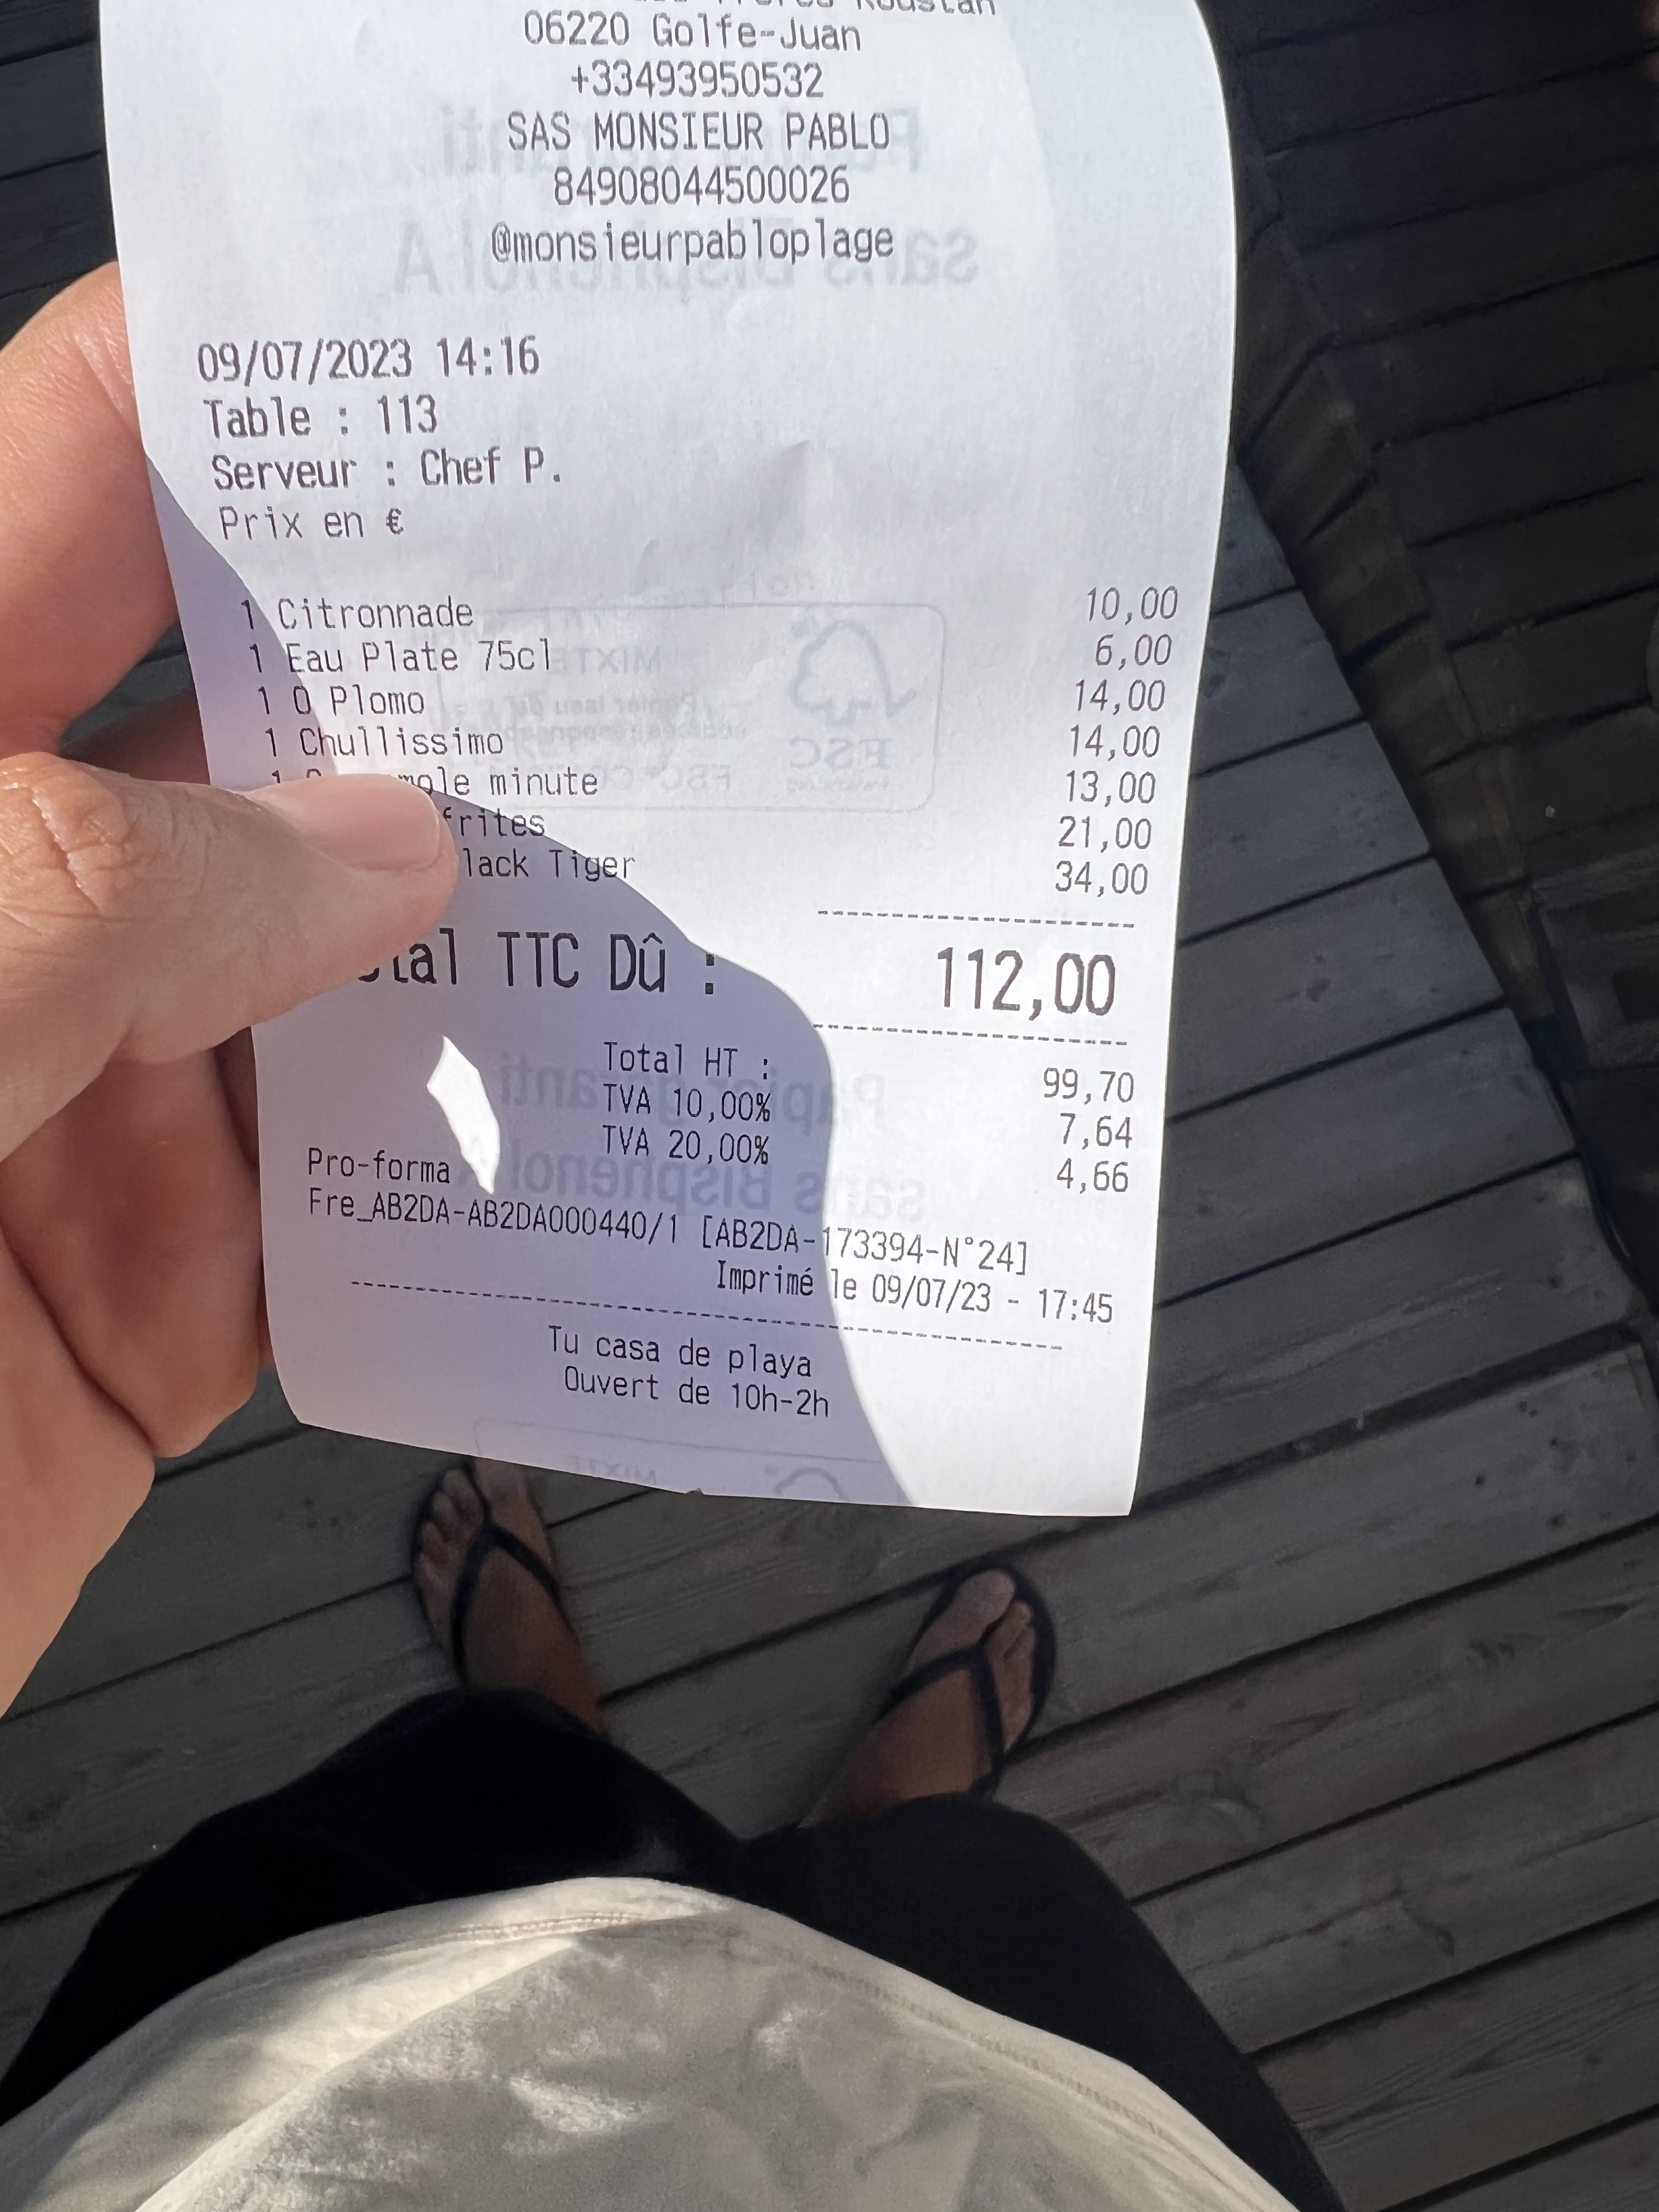 06220 Golfe-Juan
+33493950532
SAS MONSIEUR PABLO
84908044500026
@monsieurpabloplage
09/07/2023 14:16
Table : 113
Serveur : Chef P.
Prix en €
1 Citronnade 10,00
1 Eau Plate 75cl 6,00
1 O Plomo 14,00
1 Chullissimo 14,00
1 minute 13,00
frites 21,00
Tiger 34,00
TTC Dû : 112,00
Total HT : 99,70
TVA 10,00% 7,64
TVA 20,00% 4,66
Pro-forma
Fre_AB2DA-AB2DA000440/1 [AB2DA-173394-N°24]
Imprimé le 09/07/23 - 17:45
Tu casa de playa
Ouvert de 10h-2h